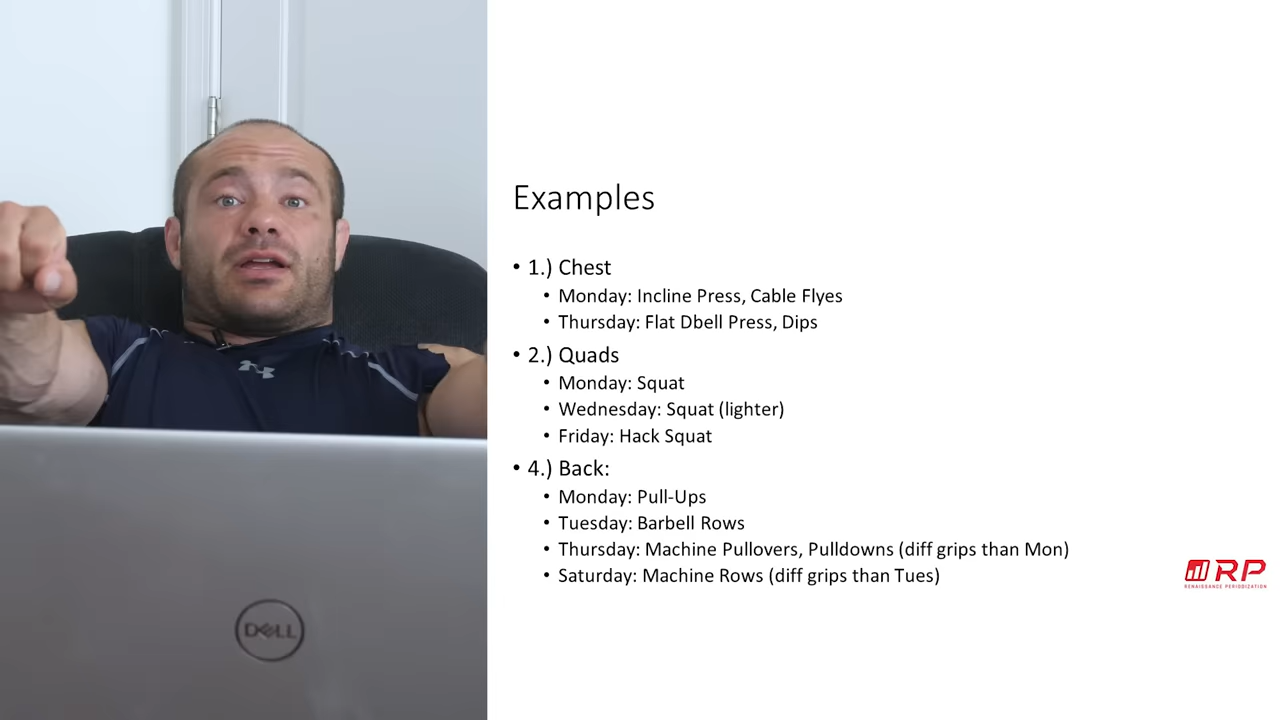 Examples
• 1.) Chest
• Monday: Incline Press, Cable Flyes
• Thursday: Flat Dbell Press, Dips
• 2.) Quads
• Monday: Squat
• Wednesday: Squat (lighter)
• Friday: Hack Squat
• 4.) Back:
• Monday: Pull-Ups
• Tuesday: Barbell Rows
• Thursday: Machine Pullovers, Pulldowns (diff grips than Mon)
• Saturday: Machine Rows (diff grips than Tues)
RP
RENAISSANCE PERIODIZATION
DELL